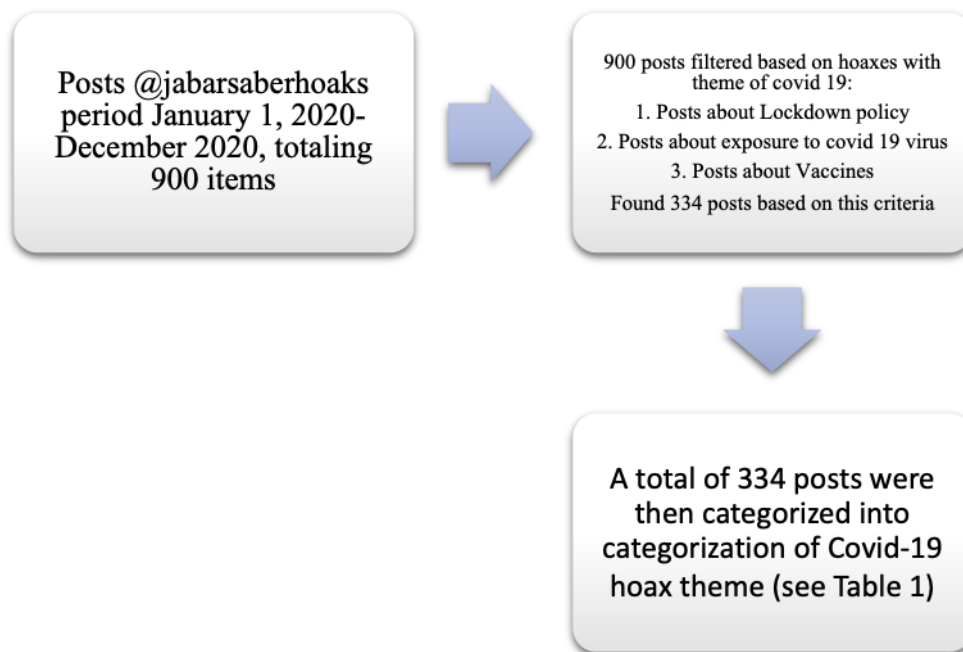 Posts @jabarsaberhoaks
period January 1, 2020-
December 2020, totaling
900 items
900 posts filtered based on hoaxes with
theme of covid 19:
1. Posts about Lockdown policy
2. Posts about exposure to covid 19 virus
3. Posts about Vaccines
Found 334 posts based on this criteria
A total of 334 posts were
then categorized into
categorization of Covid-19
hoax theme (see Table 1)